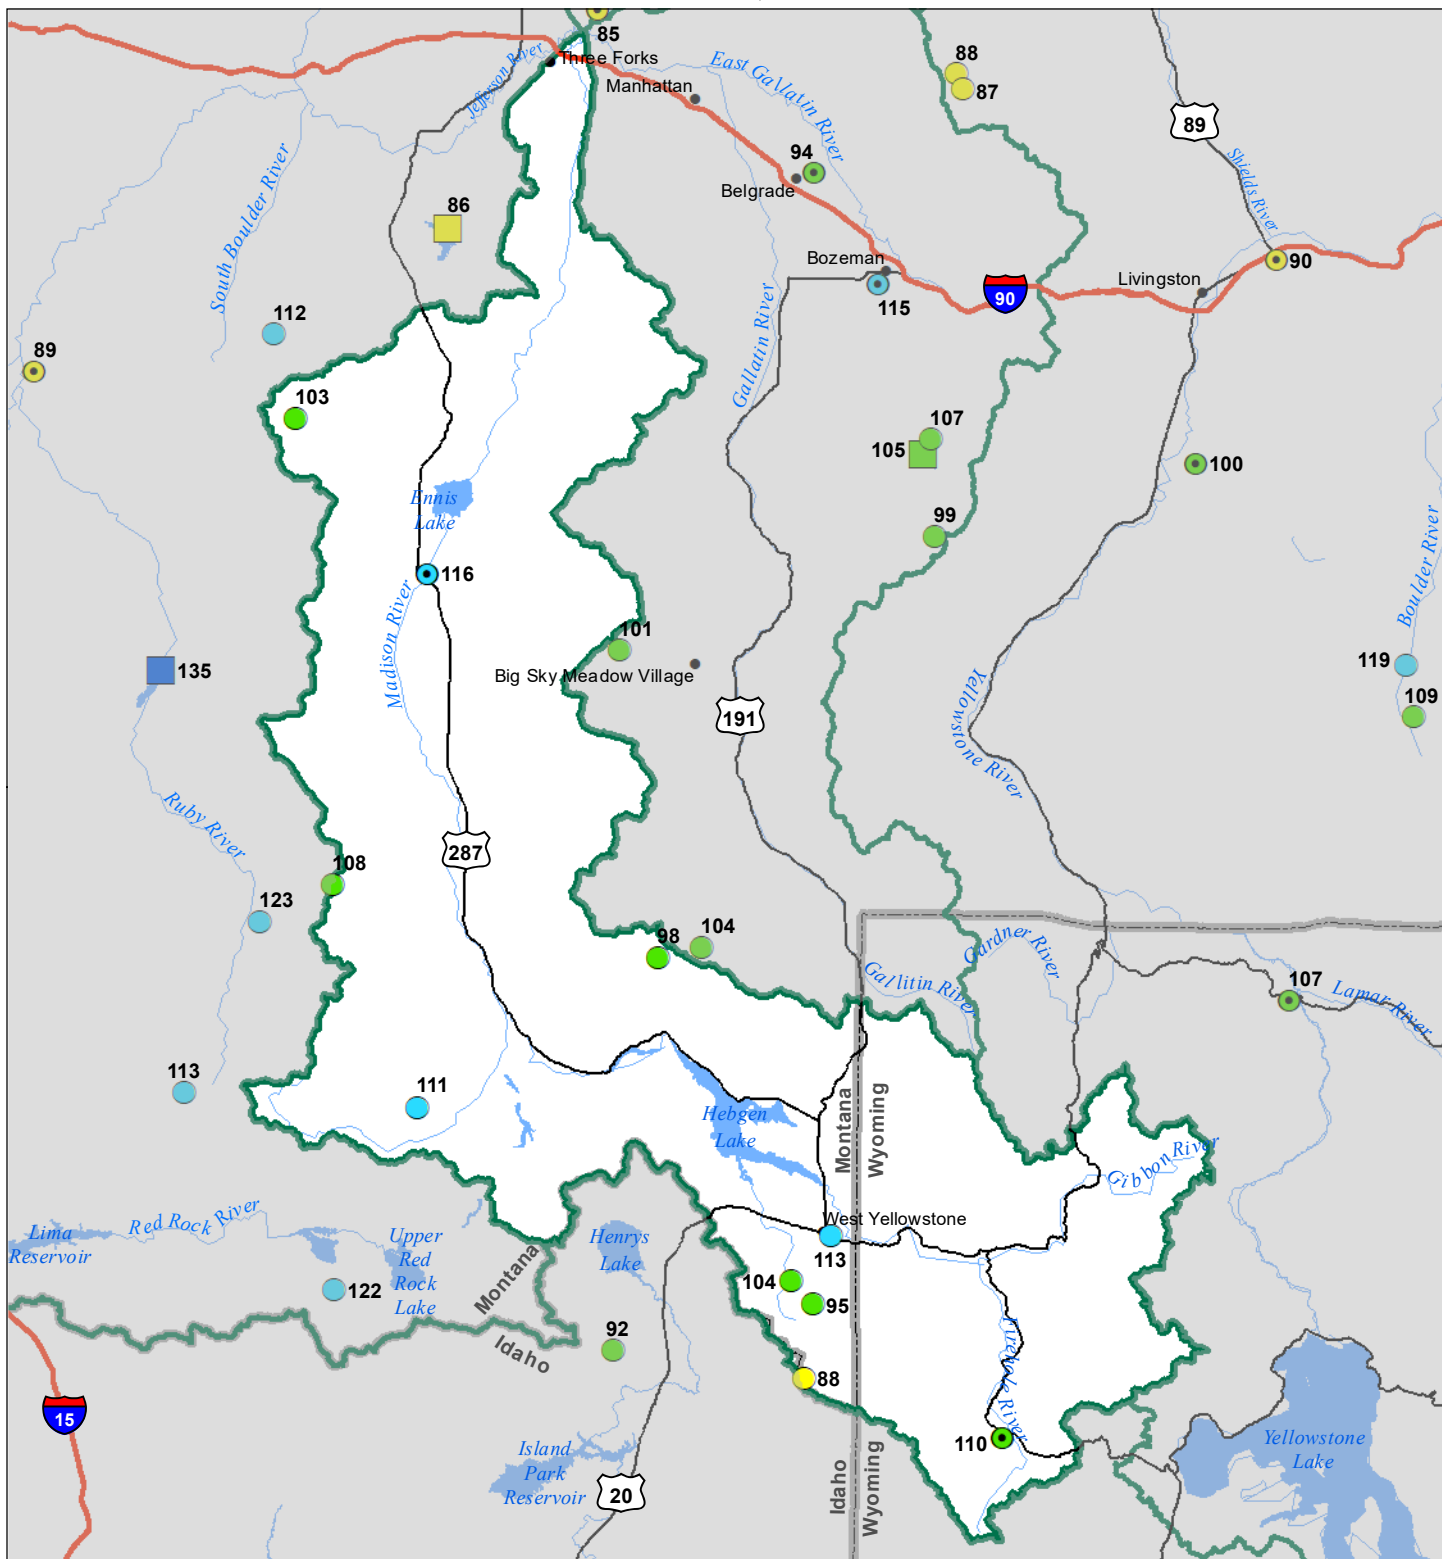 85
Three Forks
Jefferson River
Manhattan
East Gallatin River
88
87
89
Shields River
94
Belgrade
South Boulder River
86
Bozeman
115
90
Livingston
90
112
Gallatin River
89
103
107
105
100
Ennis
Lake
99
Boulder River
116
Madison River
101
Big Sky Meadow Village
135
119
109
191
Yellowstone River
Ruby River
287
108
123
98
104
Gardner River
Gallitin River
107
Lamar River
113
111
Hebgen
Lake
Montana
Wyoming
Gibbon River
Lima
Reservoir
Red Rock River
Upper
Red
Rock
Lake
Henrys
Lake
West Yellowstone
113
Montana
Idaho
122
104
95
92
88
Firehole River
15
110
Island
Park
Reservoir
20
Idaho
Wyoming
Yellowstone
Lake